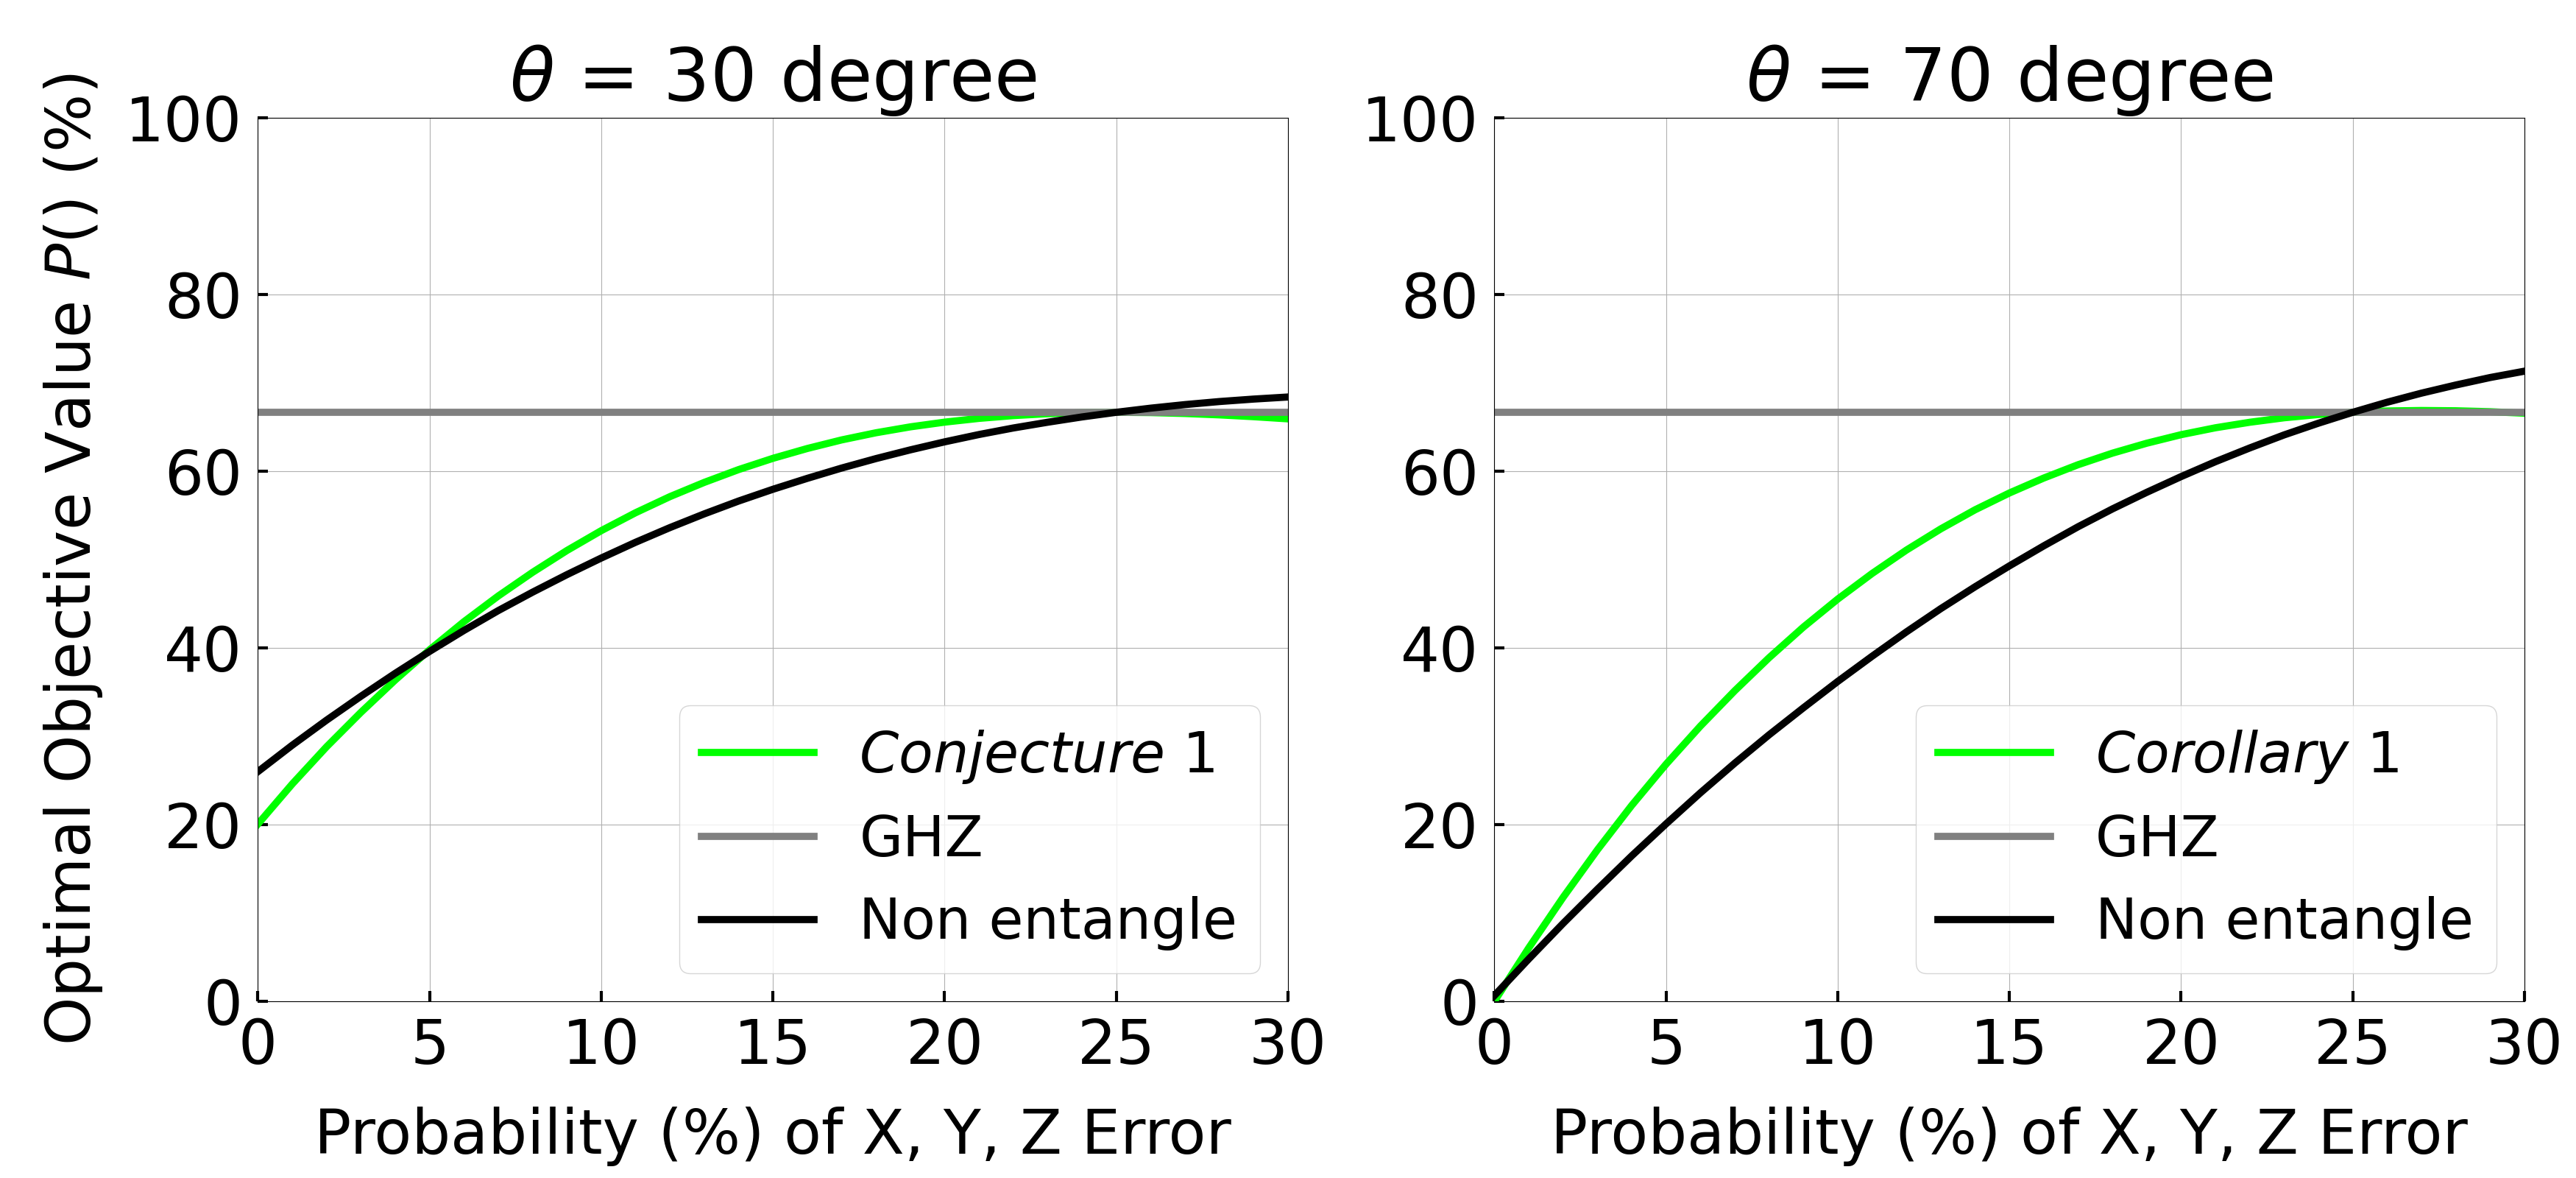 θ = 30 degree
Optimal Objective Value P() (%)
100
80
60
40
20
0
0 5 10 15 20 25 30
Probability (%) of X, Y, Z Error
Conjecture 1
GHZ
Non entangle
θ = 70 degree
100
80
60
40
20
0
0 5 10 15 20 25 30
Probability (%) of X, Y, Z Error
Corollary 1
GHZ
Non entangle